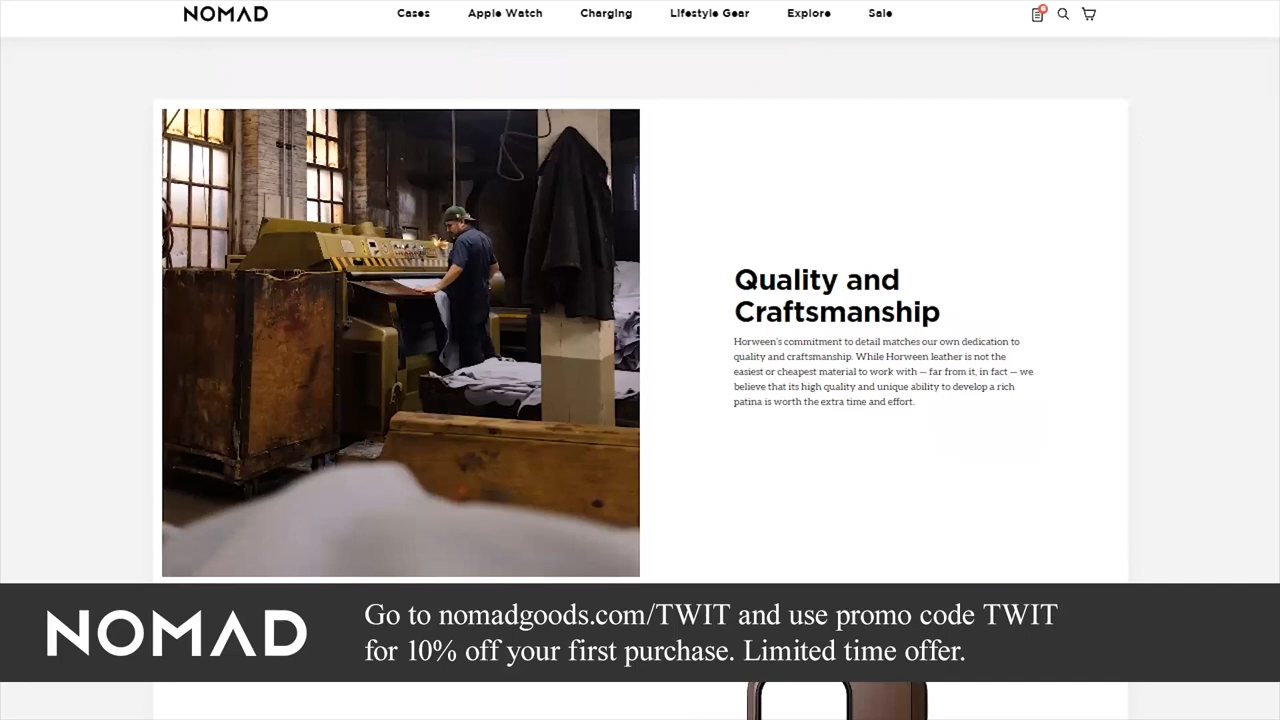 NOMAD
Cases Apple Watch Charging Lifestyle Gear Explore Sale
Quality and
Craftsmanship
Horween's commitment to detail matches our own dedication to
quality and craftsmanship. While Horween leather is not the
easiest or cheapest material to work with — far from it, in fact — we
believe that its high quality and unique ability to develop a rich
patina is worth the extra time and effort.
NOMAD
Go to nomadgoods.com/TWIT and use promo code TWIT
for 10% off your first purchase. Limited time offer.